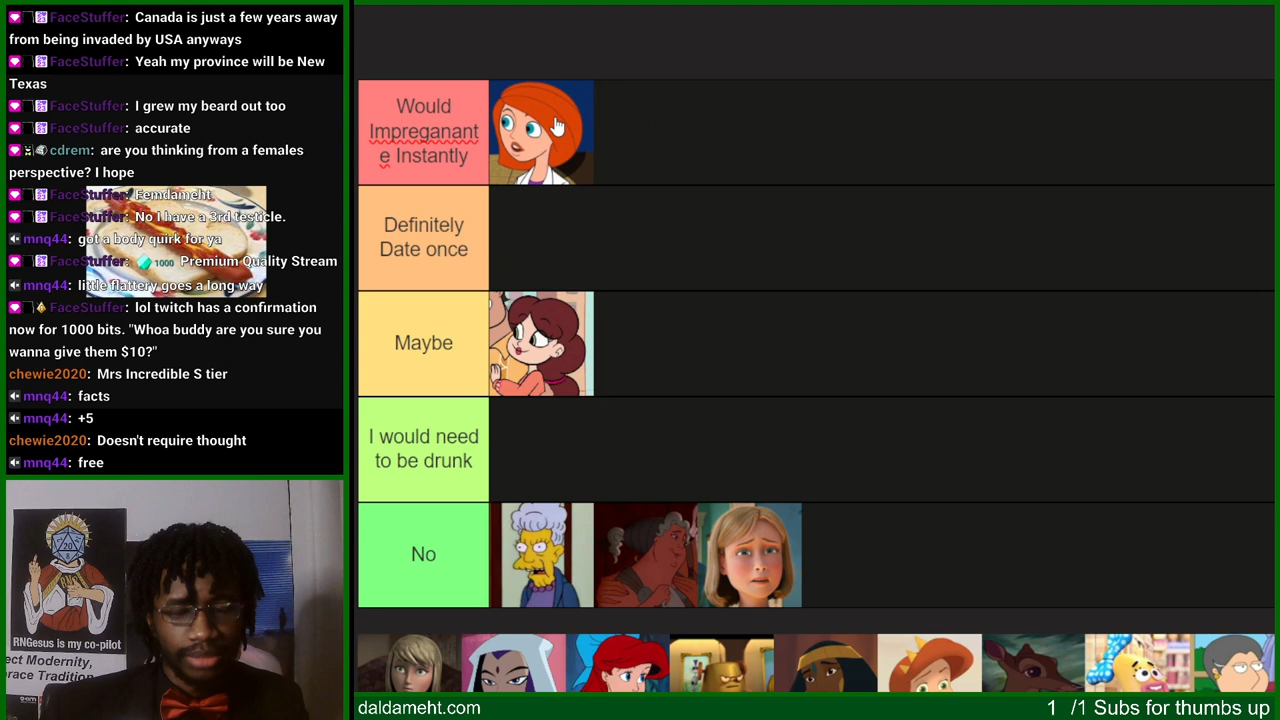 FaceStuffer: Canada is just a few years away
from being invaded by USA anyways
FaceStuffer: Yeah my province will be New
Texas
FaceStuffer: I grew my beard out too
FaceStuffer: accurate
cdrem: are you thinking from a females
perspective? I hope
FaceStuffer: Femdameht
FaceStuffer: No I have a 3rd testicle.
mnq44: got a body quirk for ya
FaceStuffer: 1000 Premium Quality Stream
mnq44: little flattery goes a long way
FaceStuffer: lol twitch has a confirmation
now for 1000 bits. "Whoa buddy are you sure you
wanna give them $10?"
chewie2020: Mrs Incredible S tier
mnq44: facts
mnq44: +5
chewie2020: Doesn't require thought
mnq44: free
20
RNGesus is my co-pilot
ect Modernity,
race Tradition
Would
Impreganant
e Instantly
Definitely
Date once
Maybe
I would need
to be drunk
No
daldameht.com
1 /1 Subs for thumbs up